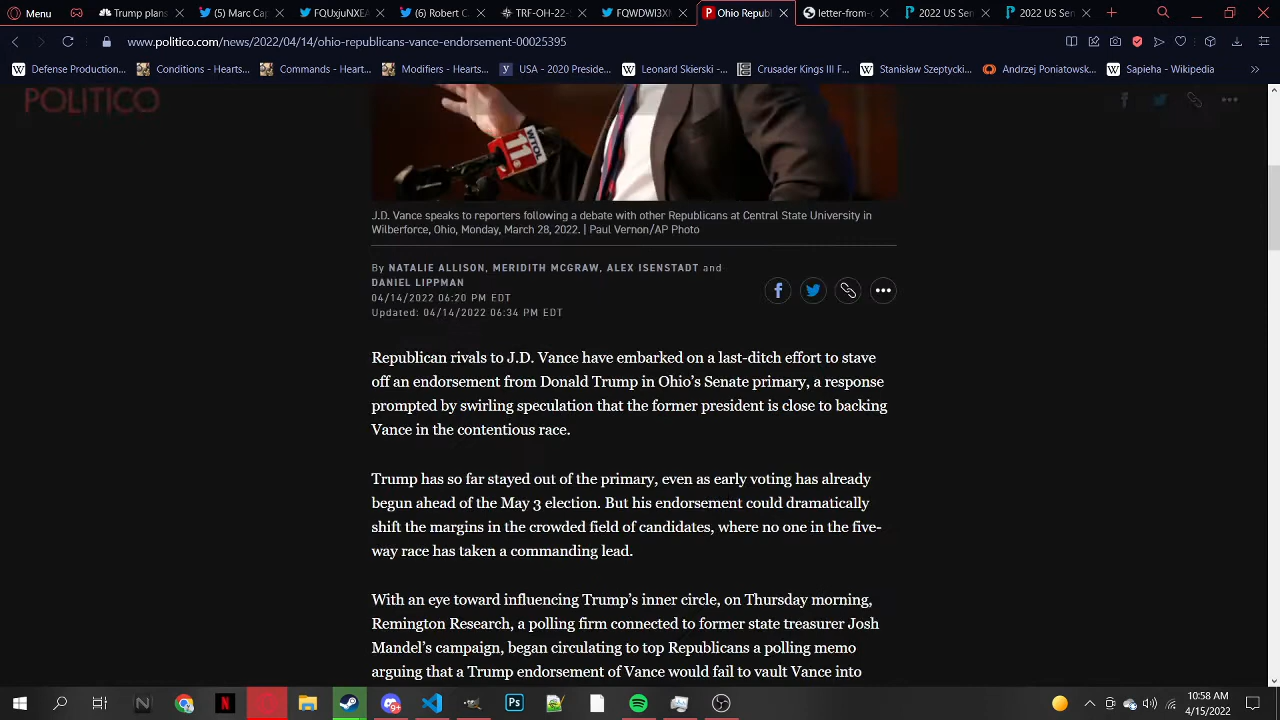 Menu
Trump plans
(5) Marc Cap
FQUxjuNXEA
(6) Robert C
TRF-OH-22-
FQWDWI3XN
Ohio Republ
letter-from-c
2022 US Sen
2022 US Sen
www.politico.com/news/2022/04/14/ohio-republicans-vance-endorsement-00025395
Defense Production...
Conditions - Hearts...
Commands - Heart...
Modifiers - Hearts...
USA - 2020 Preside...
Leonard Skierski -...
Crusader Kings III F...
Stanisław Szeptycki...
Andrzej Poniatowsk...
Sapieha - Wikipedia
POLITICO
WTOL
11
J.D. Vance speaks to reporters following a debate with other Republicans at Central State University in
Wilberforce, Ohio, Monday, March 28, 2022. | Paul Vernon/AP Photo
By NATALIE ALLISON, MERIDITH MCGRAW, ALEX ISENSTADT and
DANIEL LIPPMAN
04/14/2022 06:20 PM EDT
Updated: 04/14/2022 06:34 PM EDT
Republican rivals to J.D. Vance have embarked on a last-ditch effort to stave
off an endorsement from Donald Trump in Ohio’s Senate primary, a response
prompted by swirling speculation that the former president is close to backing
Vance in the contentious race.
Trump has so far stayed out of the primary, even as early voting has already
begun ahead of the May 3 election. But his endorsement could dramatically
shift the margins in the crowded field of candidates, where no one in the five-
way race has taken a commanding lead.
With an eye toward influencing Trump’s inner circle, on Thursday morning,
Remington Research, a polling firm connected to former state treasurer Josh
Mandel’s campaign, began circulating to top Republicans a polling memo
arguing that a Trump endorsement of Vance would fail to vault Vance into
10:58 AM
4/15/2022